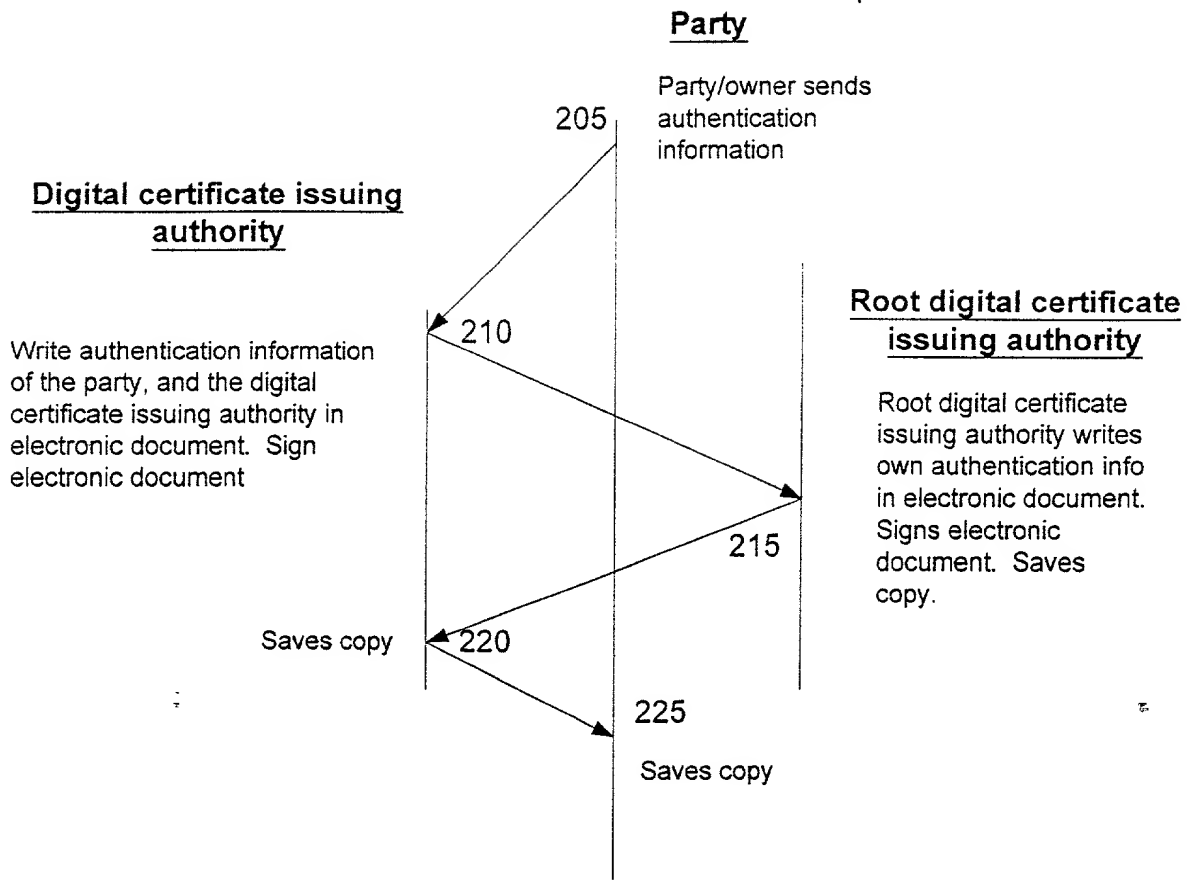 Party
Party/owner sends
authentication
information
205
Digital certificate issuing
authority
210
Write authentication information
of the party, and the digital
certificate issuing authority in
electronic document. Sign
electronic document
Root digital certificate
issuing authority
Root digital certificate
issuing authority writes
own authentication info
in electronic document.
Signs electronic
document. Saves
copy.
215
Saves copy
220
225
Saves copy